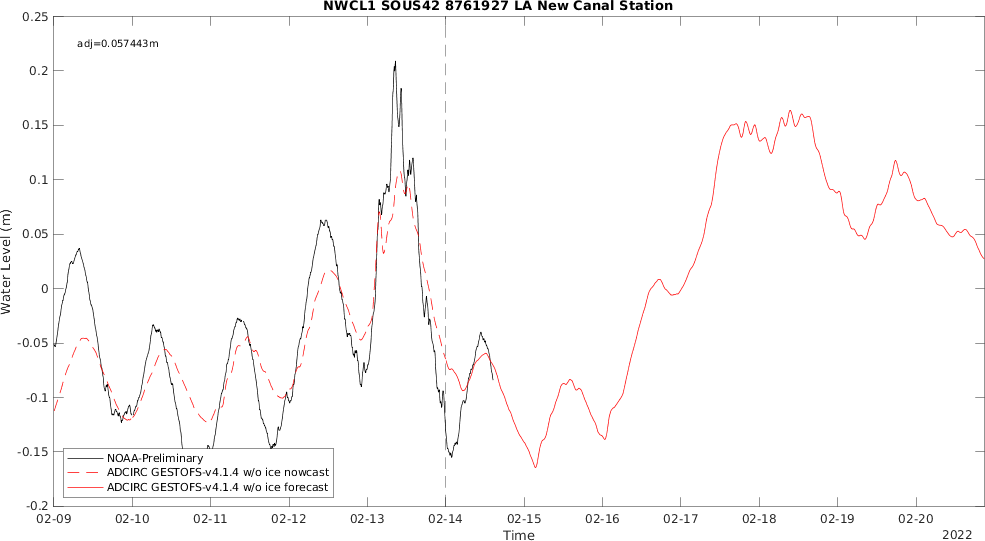 NWCL1 SOUS42 8761927 LA New Canal Station
adj=0.057443m
0.25
0.2
0.15
0.1
0.05
0
-0.05
-0.1
-0.15
-0.2
Water Level (m)
NOAA-Preliminary
ADCIRC GESTOFS-v4.1.4 w/o ice nowcast
ADCIRC GESTOFS-v4.1.4 w/o ice forecast
02-09 02-10 02-11 02-12 02-13 02-14 02-15 02-16 02-17 02-18 02-19 02-20
Time
2022